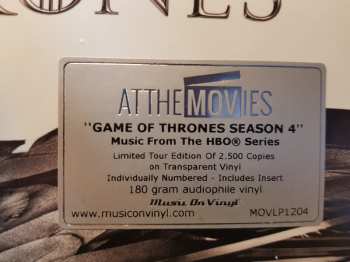 RONES
ATTHEMOVIES
"GAME OF THRONES SEASON 4"
Music From The HBO® Series
Limited Tour Edition Of 2.500 Copies
on Transparent Vinyl
Individually Numbered - Includes Insert
180 gram audiophile vinyl
Music On Vinyl
www.musiconvinyl.com MOVLP1204